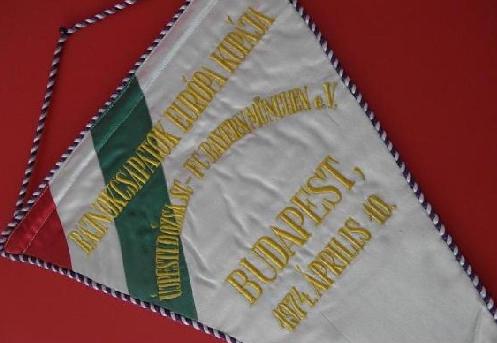 BAJNOKCSAPATOK EURÓPA KUPÁJA
ÚJPESTI DÓZSA SC - FC BAYERN MÜNCHEN e.V.
BUDAPEST,
1974. ÁPRILIS 10.